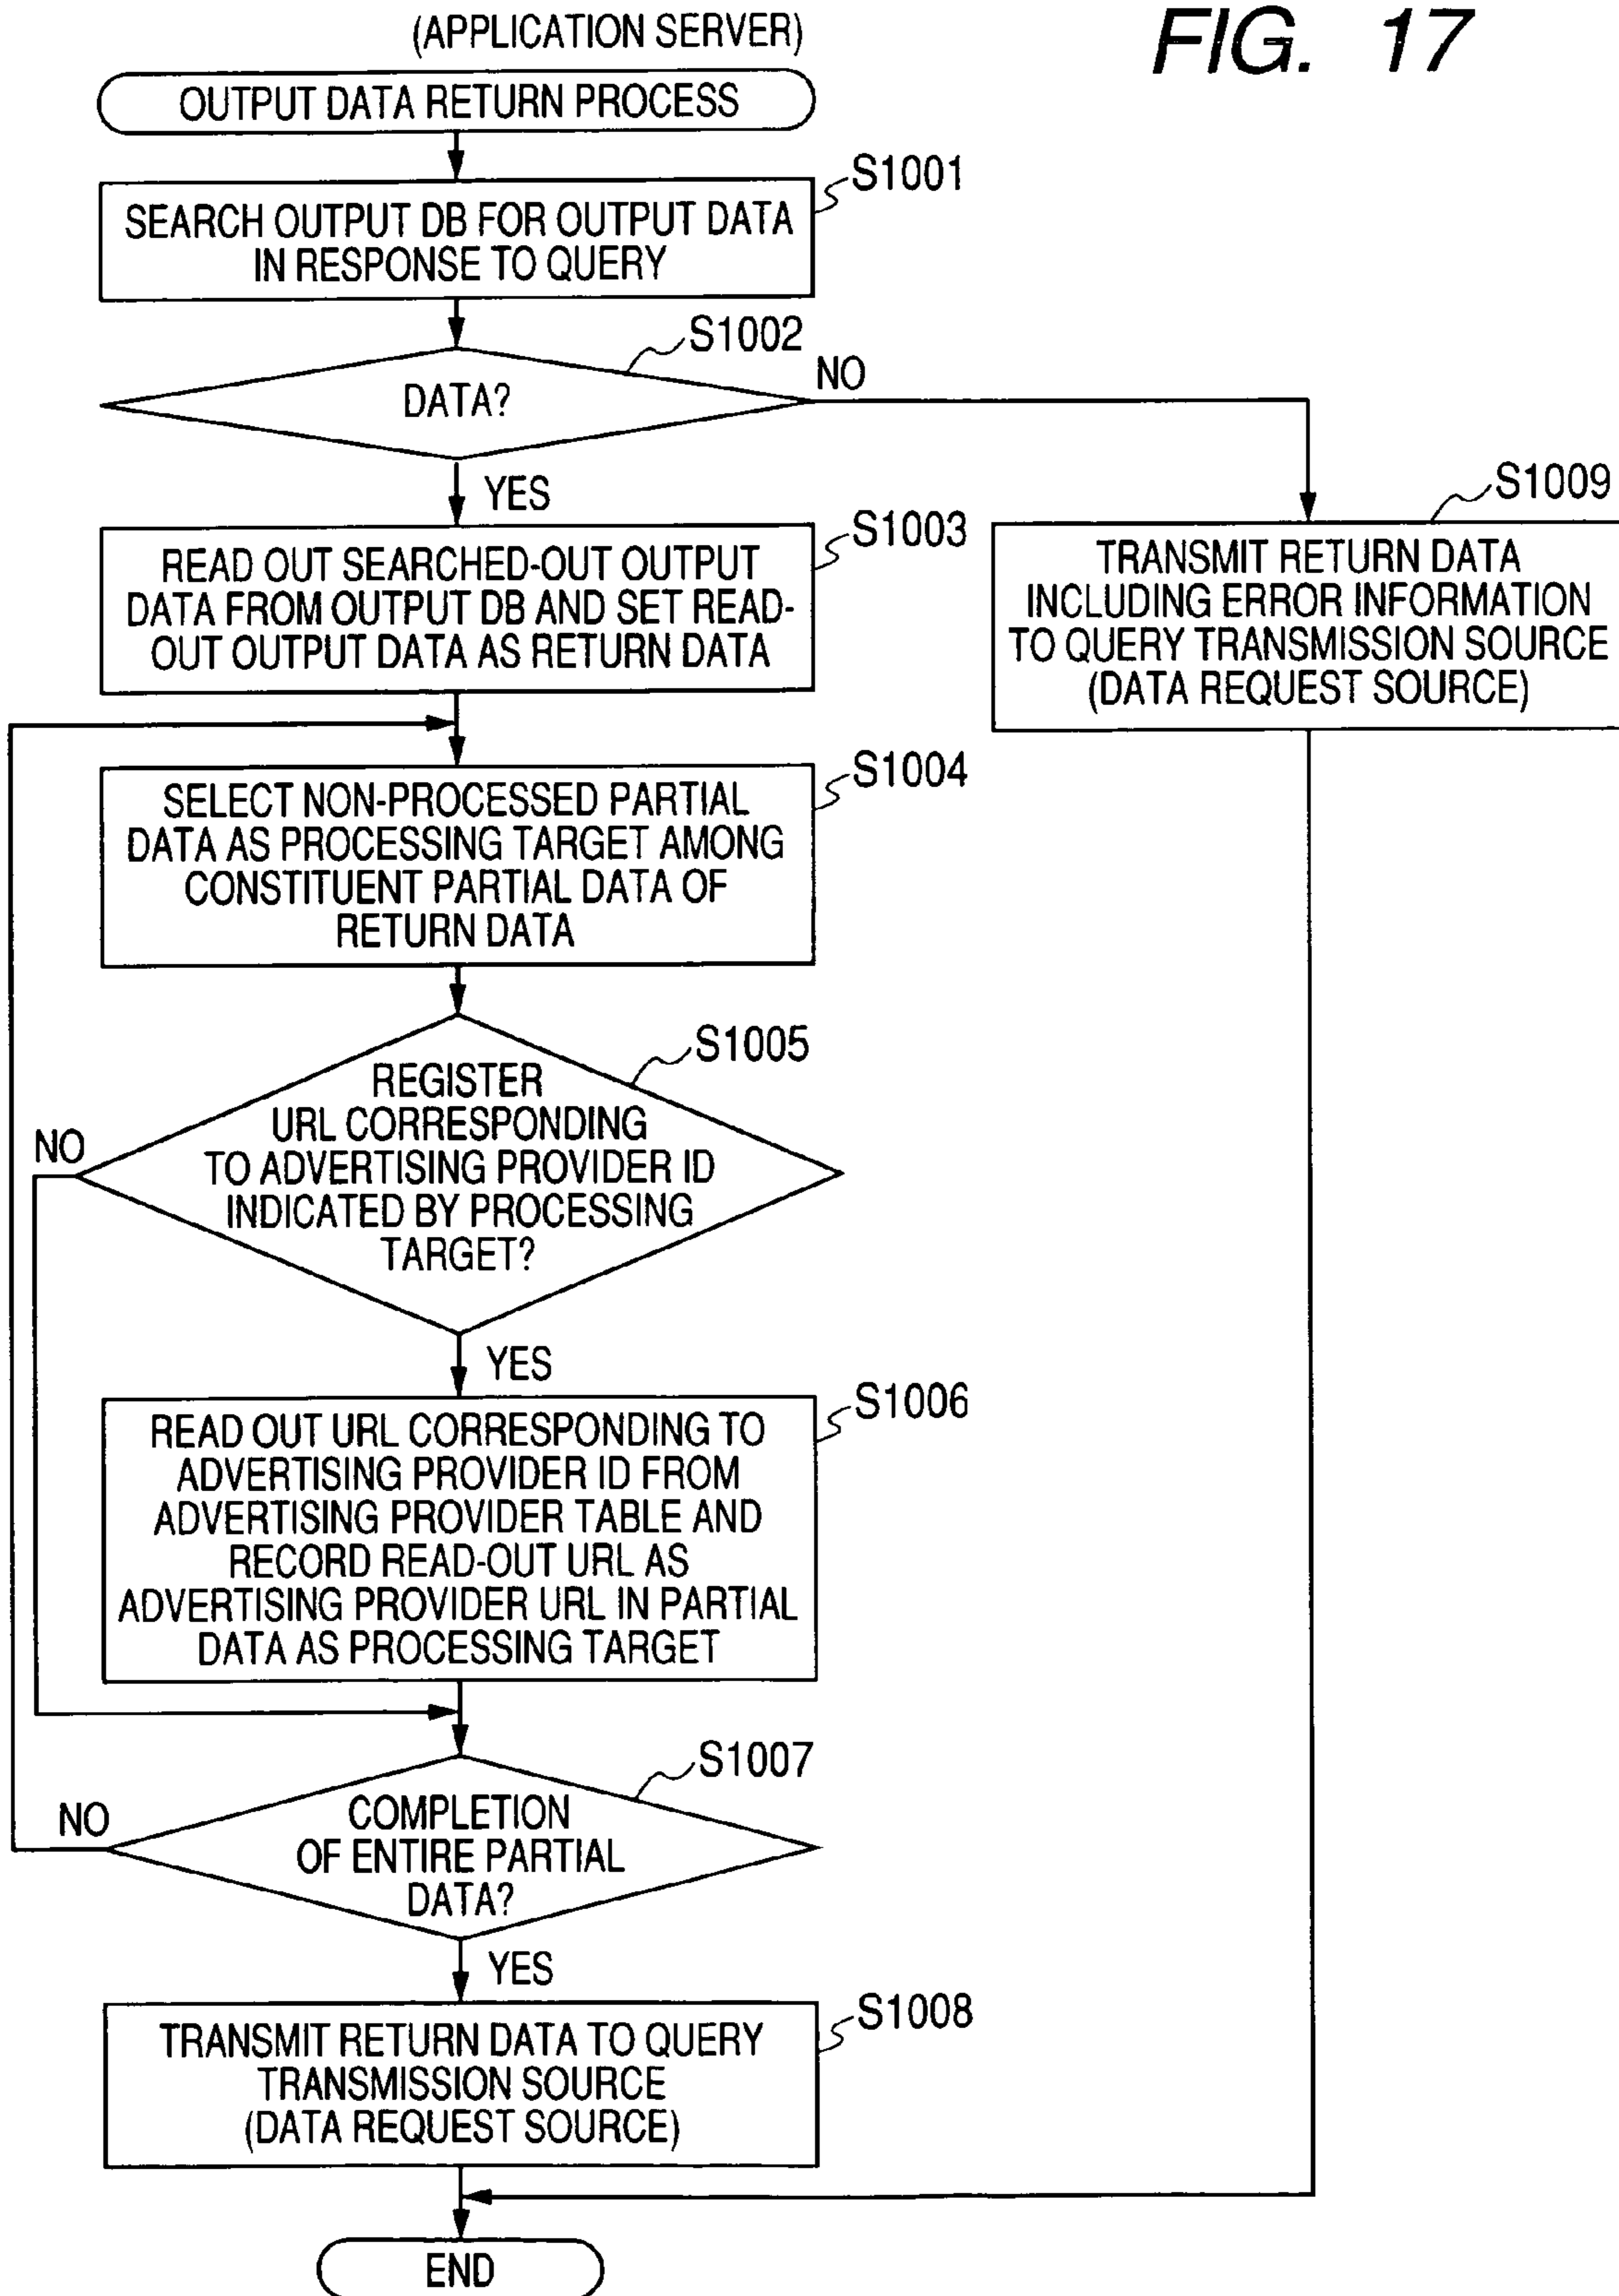 (APPLICATION SERVER)
FIG. 17
OUTPUT DATA RETURN PROCESS
S1001
SEARCH OUTPUT DB FOR OUTPUT DATA
IN RESPONSE TO QUERY
S1002
DATA?
NO
YES
S1003
READ OUT SEARCHED-OUT OUTPUT
DATA FROM OUTPUT DB AND SET READ-
OUT OUTPUT DATA AS RETURN DATA
S1009
TRANSMIT RETURN DATA
INCLUDING ERROR INFORMATION
TO QUERY TRANSMISSION SOURCE
(DATA REQUEST SOURCE)
S1004
SELECT NON-PROCESSED PARTIAL
DATA AS PROCESSING TARGET AMONG
CONSTITUENT PARTIAL DATA OF
RETURN DATA
S1005
REGISTER
URL CORRESPONDING
TO ADVERTISING PROVIDER ID
INDICATED BY PROCESSING
TARGET?
NO
YES
S1006
READ OUT URL CORRESPONDING TO
ADVERTISING PROVIDER ID FROM
ADVERTISING PROVIDER TABLE AND
RECORD READ-OUT URL AS
ADVERTISING PROVIDER URL IN PARTIAL
DATA AS PROCESSING TARGET
S1007
COMPLETION
OF ENTIRE PARTIAL
DATA?
NO
YES
S1008
TRANSMIT RETURN DATA TO QUERY
TRANSMISSION SOURCE
(DATA REQUEST SOURCE)
END